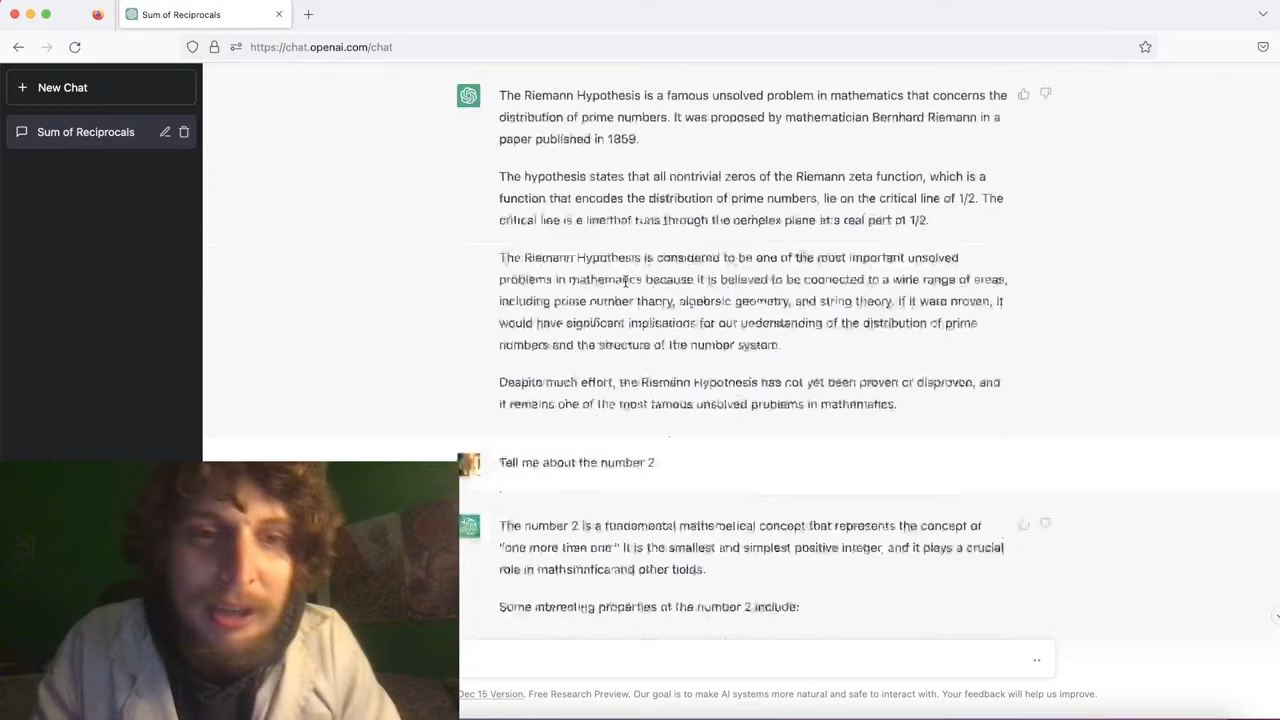 Sum of Reciprocals
https://chat.openai.com/chat
New Chat
Sum of Reciprocals
The Riemann Hypothesis is a famous unsolved problem in mathematics that concerns the
distribution of prime numbers. It was proposed by mathematician Bernhard Riemann in a
paper published in 1859.
The hypothesis states that all nontrivial zeros of the Riemann zeta function, which is a
function that encodes the distribution of prime numbers, lie on the critical line of 1/2. The
critical line is a line that runs through the complex plane at a real part of 1/2.
The Riemann Hypothesis is considered to be one of the most important unsolved
problems in mathematics because it is believed to be connected to a wide range of areas,
including prime number theory, algebraic geometry, and string theory. If it were proven, it
would have significant implications for our understanding of the distribution of prime
numbers and the structure of the number system.
Despite much effort, the Riemann Hypothesis has not yet been proven or disproven, and
it remains one of the most famous unsolved problems in mathematics.
Tell me about the number 2
The number 2 is a fundamental mathematical concept that represents the concept of
"one more than one." It is the smallest and simplest positive integer, and it plays a crucial
role in mathematics and other fields.
Some interesting properties of the number 2 include:
Dec 15 Version. Free Research Preview. Our goal is to make AI systems more natural and safe to interact with. Your feedback will help us improve.